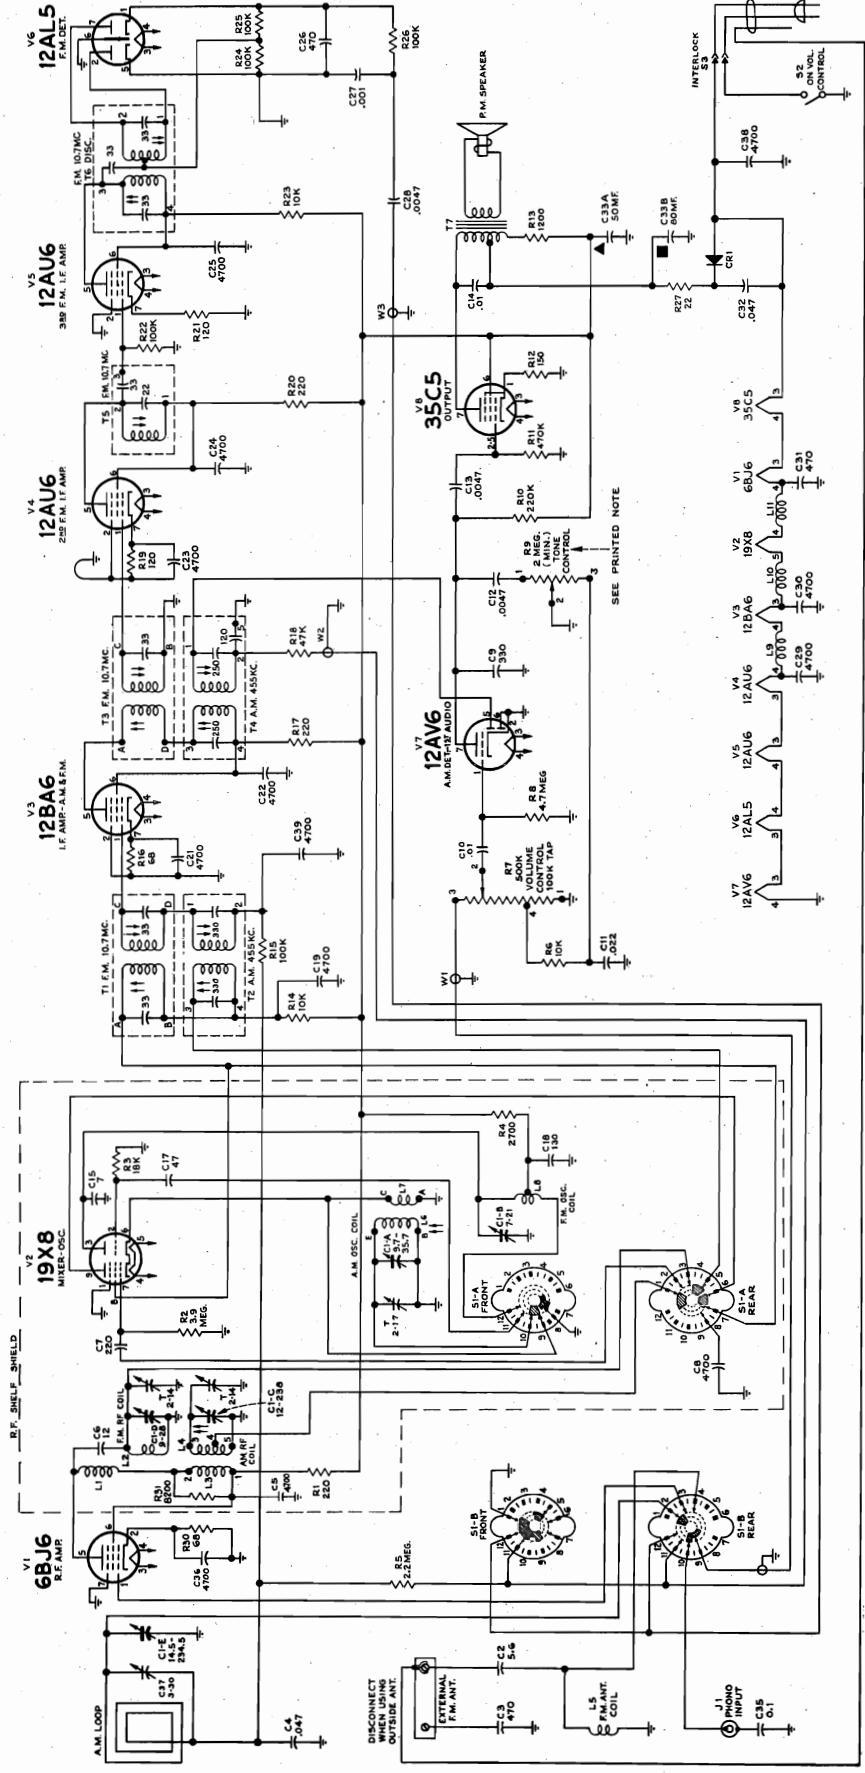 R.F. SHELF SHIELD
V1
6BJ6
R.F. AMP.
V2
19X8
MIXER-OSC.
V3
12BA6
I.F. AMP.-A.M. & F.M.
V4
12AU6
2ND F.M. I.F. AMP.
V5
12AU6
3RD F.M. I.F. AMP.
V6
12AL5
F.M. DET.
A.M. LOOP
C37
3-30
C1-E
14.5-
234.5
C4
.047
C36
4700
R30
68
L1
C6
12
L2
F.M. RF COIL
C1-D
9-28
T
2-14
R31
8200
L3
L4
AM RF
COIL
T
2-14
C1-C
12-238
C5
4700
R1
220
C7
220
R2
3.9
MEG.
C15
7
R3
18K
C17
47
A.M. OSC. COIL
T
2-17
C1-A
9.7-
35.7
L6
L7
C1-B
7-21
L8
F.M. OSC.
COIL
C18
130
R4
2700
T1 F.M. 10.7MC.
33
33
T2 A.M. 455KC.
330
330
R14
10K
C19
4700
R15
100K
C39
4700
R16
68
C21
4700
C22
4700
T3 F.M. 10.7MC.
33
T4 A.M. 455KC.
250
250
120
R17
220
R18
47K
W2
R19
120
C23
4700
C24
4700
T5
F.M. 10.7MC
33
22
R20
220
R22
100K
R21
120
C25
4700
R23
10K
F.M. 10.7MC
T6 DISC.
33
33
33
R24
100K
R25
100K
C26
470
C27
.001
R26
100K
C28
.0047
W3
DISCONNECT
WHEN USING
OUTSIDE ANT.
EXTERNAL
F.M. ANT.
C3
470
C2
5.6
L5
F.M. ANT.
COIL
J1
PHONO
INPUT
C35
0.1
R5
2.2 MEG.
S1-B
FRONT
S1-B
REAR
S1-A
FRONT
S1-A
REAR
C8
4700
W1
R6
10K
C11
.022
R7
500K
VOLUME
CONTROL
100K TAP
C10
.01
R8
4.7 MEG
V7
12AV6
A.M. DET-1ST AUDIO
C9
330
C12
.0047
R9
2 MEG.
(MIN.)
TONE
CONTROL
SEE PRINTED NOTE
R10
220K
C13
.0047
R11
470K
R12
150
V8
35C5
OUTPUT
C14
.01
T7
R13
1200
P.M. SPEAKER
C33A
50MF.
C33B
80MF.
R27
22
CR1
C32
.047
C38
4700
INTERLOCK
S3
S2
ON VOL.
CONTROL
V7
12AV6
V6
12AL5
V5
12AU6
V4
12AU6
C29
4700
L9
V3
12BA6
C30
4700
L10
V2
19X8
L11
V1
6BJ6
C31
470
V8
35C5